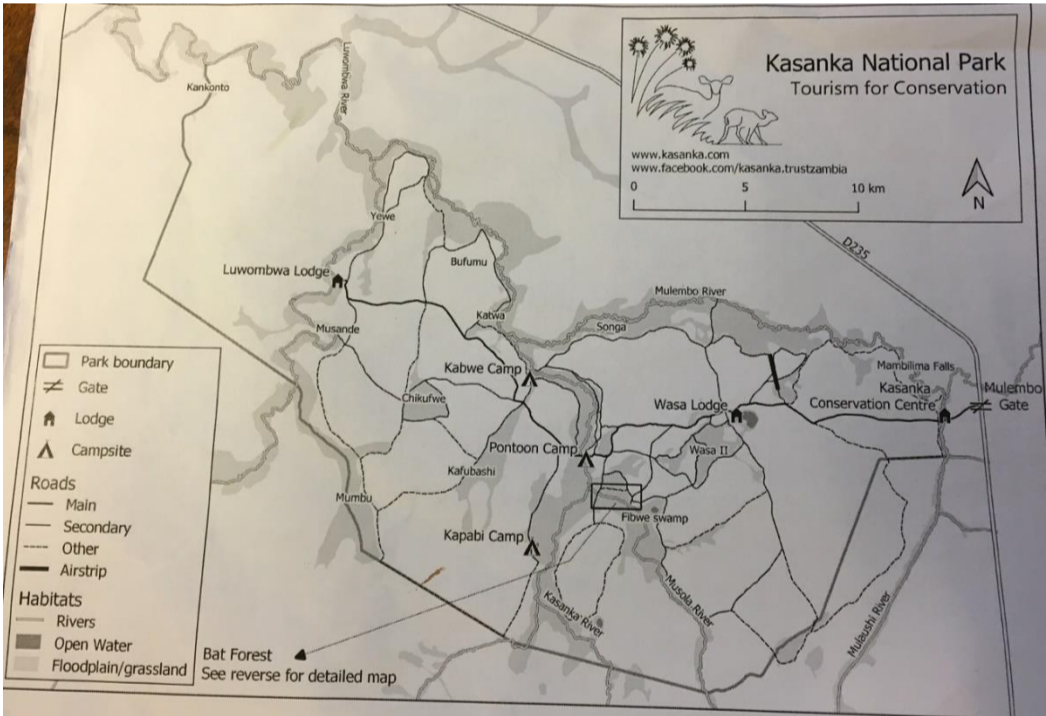 Kasanka National Park
Tourism for Conservation
www.kasanka.com
www.facebook.com/kasanka.trustzambia
0 5 10 km
N
Kankonto
Luwombwa River
D235
Yewe
Bufumu
Luwombwa Lodge
Mulembo River
Katwa
Songa
Musande
Mambilima Falls
Kabwe Camp
Kasanka
Conservation Centre
Mulembo
Gate
Chikufwe
Wasa Lodge
Pontoon Camp
Wasa II
Kafubashi
Mumbu
Fibwe swamp
Kapabi Camp
Kasanka River
Musola River
Mulaushi River
Bat Forest
See reverse for detailed map
Park boundary
Gate
Lodge
Campsite
Roads
Main
Secondary
Other
Airstrip
Habitats
Rivers
Open Water
Floodplain/grassland